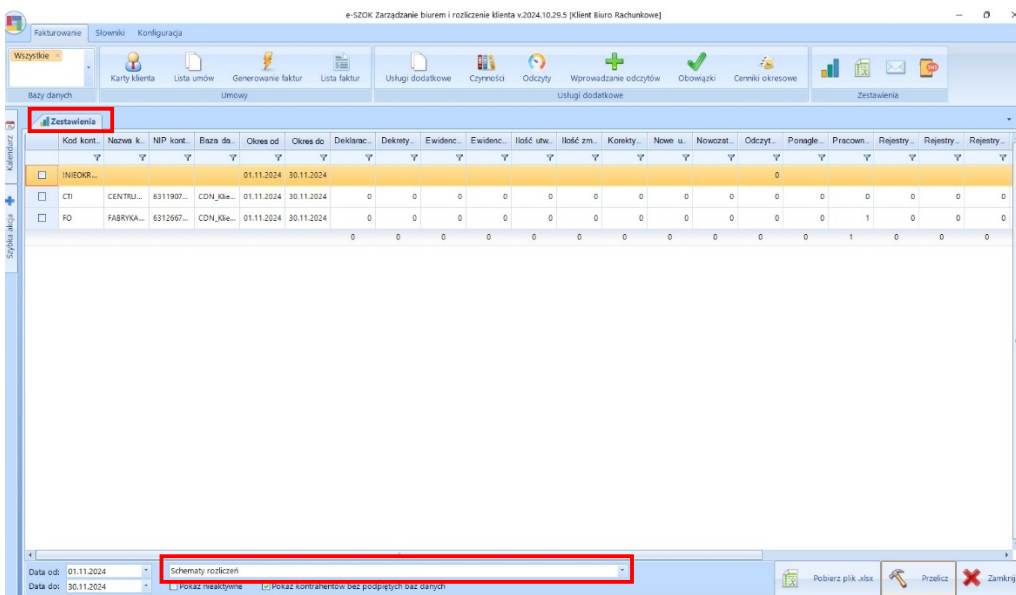 e-SZOK Zarządzanie biurem i rozliczenie klienta v.2024.10.29.5 [Klient Biuro Rachunkowe]
Fakturowanie Słowniki Konfiguracja
Wszystkie
Karty klienta Lista umów Generowanie faktur Lista faktur Usługi dodatkowe Czynności Odczyty Wprowadzanie odczytów Obowiązki Cenniki okresowe
Bazy danych Umowy Usługi dodatkowe Zestawienia
Zestawienia
Kalendarz
Szybka akcja
Kod kont... Nazwa k... NIP kont... Baza da... Okres od Okres do Deklarac... Dekrety... Ewidenc... Ewidenc... Ilość utw... Ilość zm... Korekty... Nowe u... Nowozat... Odczyt... Ponagle... Pracown... Rejestry... Rejestry... Rejestry...
INIEOKR... 01.11.2024 30.11.2024 0
CTI CENTRU... 6311907... CDN_Klie... 01.11.2024 30.11.2024 0 0 0 0 0 0 0 0 0 0 0 0 0 0 0
FO FABRYKA... 6312667... CDN_Klie... 01.11.2024 30.11.2024 0 0 0 0 0 0 0 0 0 0 0 1 0 0 0
0 0 0 0 0 0 0 0 0 0 0 1 0 0 0
Data od: 01.11.2024 Schematy rozliczeń
Data do: 30.11.2024 Pokaż nieaktywne Pokaż kontrahentów bez podpiętych baz danych
Pobierz plik .xlsx Przelicz Zamknij